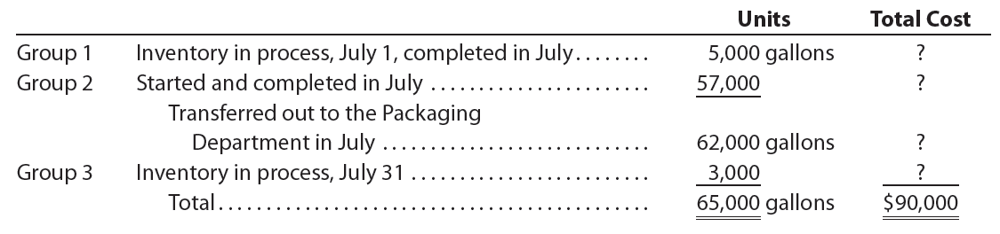 Units Total Cost
Group 1 Inventory in process, July 1, completed in July........ 5,000 gallons ?
Group 2 Started and completed in July ....................... 57,000 ?
Transferred out to the Packaging
Department in July ............................ 62,000 gallons ?
Group 3 Inventory in process, July 31 ......................... 3,000 ?
Total............................................. 65,000 gallons $90,000